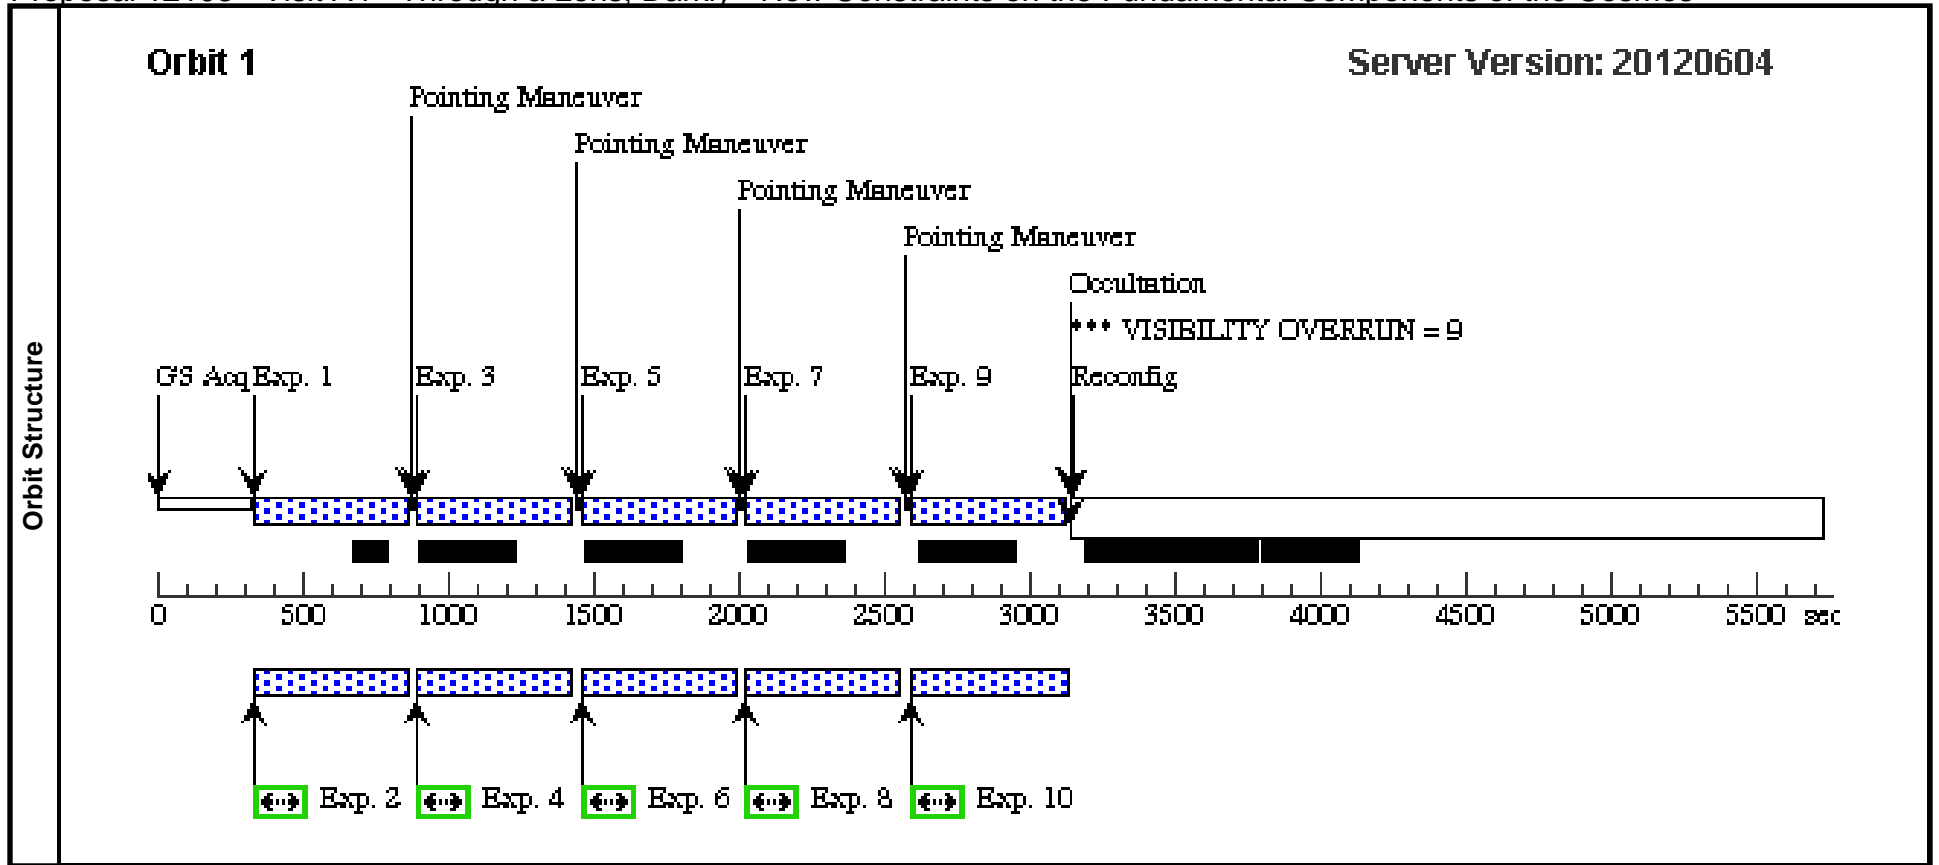 Orbit 1
Server Version: 20120604
Pointing Maneuver
Pointing Maneuver
Pointing Maneuver
Pointing Maneuver
Occultation
*** VISIBILITY OVERRUN = 9
GS Acq Exp. 1 Exp. 3 Exp. 5 Exp. 7 Exp. 9 Reconfig
Orbit Structure
0 500 1000 1500 2000 2500 3000 3500 4000 4500 5000 5500 sec
Exp. 2 Exp. 4 Exp. 6 Exp. 8 Exp. 10